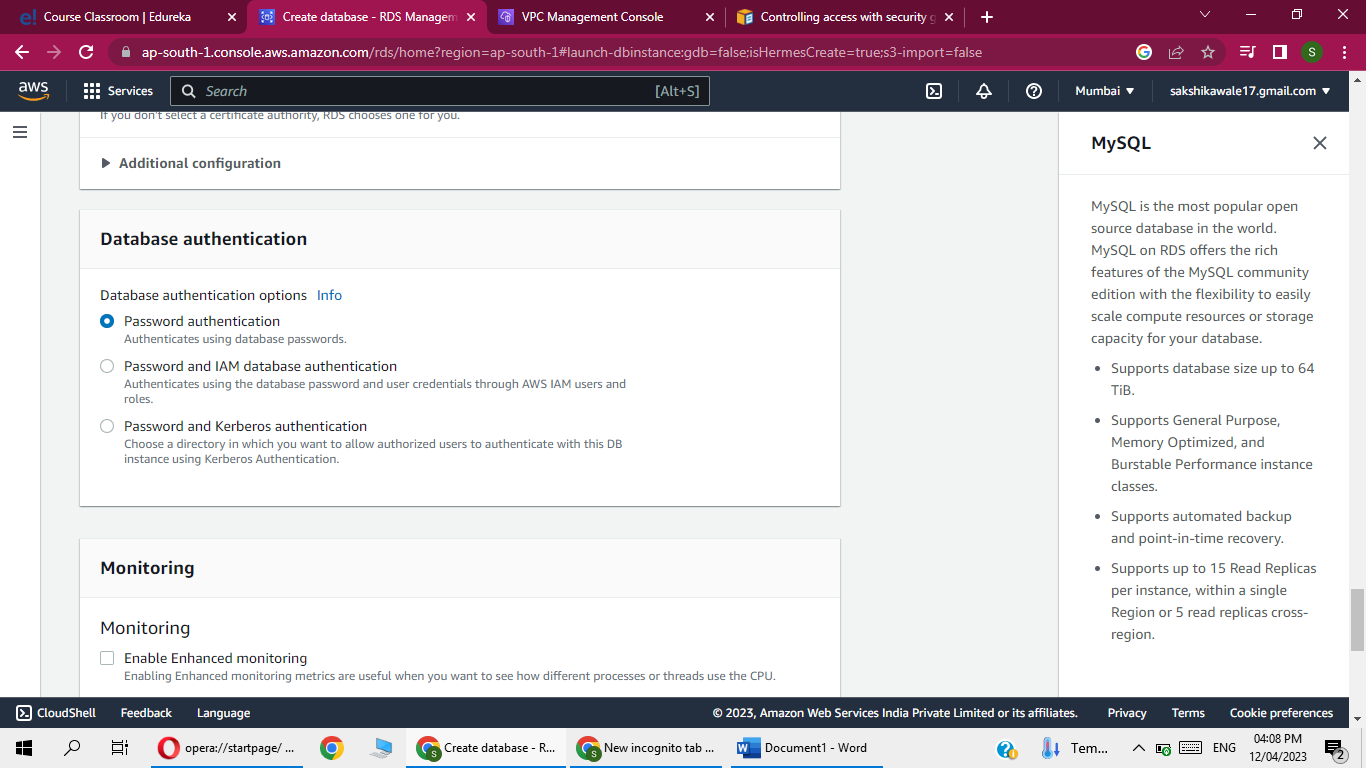 Course Classroom | Edureka
Create database - RDS Managem
VPC Management Console
Controlling access with security g
ap-south-1.console.aws.amazon.com/rds/home?region=ap-south-1#launch-dbinstance:gdb=false;isHermesCreate=true;s3-import=false
S
aws
Services
Search
[Alt+S]
Mumbai
sakshikawale17.gmail.com
If you don't select a certificate authority, RDS chooses one for you.
Additional configuration
Database authentication
Database authentication options Info
Password authentication
Authenticates using database passwords.
Password and IAM database authentication
Authenticates using the database password and user credentials through AWS IAM users and
roles.
Password and Kerberos authentication
Choose a directory in which you want to allow authorized users to authenticate with this DB
instance using Kerberos Authentication.
Monitoring
Monitoring
Enable Enhanced monitoring
Enabling Enhanced monitoring metrics are useful when you want to see how different processes or threads use the CPU.
MySQL
MySQL is the most popular open
source database in the world.
MySQL on RDS offers the rich
features of the MySQL community
edition with the flexibility to easily
scale compute resources or storage
capacity for your database.
• Supports database size up to 64
TiB.
• Supports General Purpose,
Memory Optimized, and
Burstable Performance instance
classes.
• Supports automated backup
and point-in-time recovery.
• Supports up to 15 Read Replicas
per instance, within a single
Region or 5 read replicas cross-
region.
CloudShell
Feedback
Language
© 2023, Amazon Web Services India Private Limited or its affiliates.
Privacy
Terms
Cookie preferences
opera://startpage/ ...
Create database - R...
New incognito tab ...
Document1 - Word
Tem...
ENG
04:08 PM
12/04/2023
2